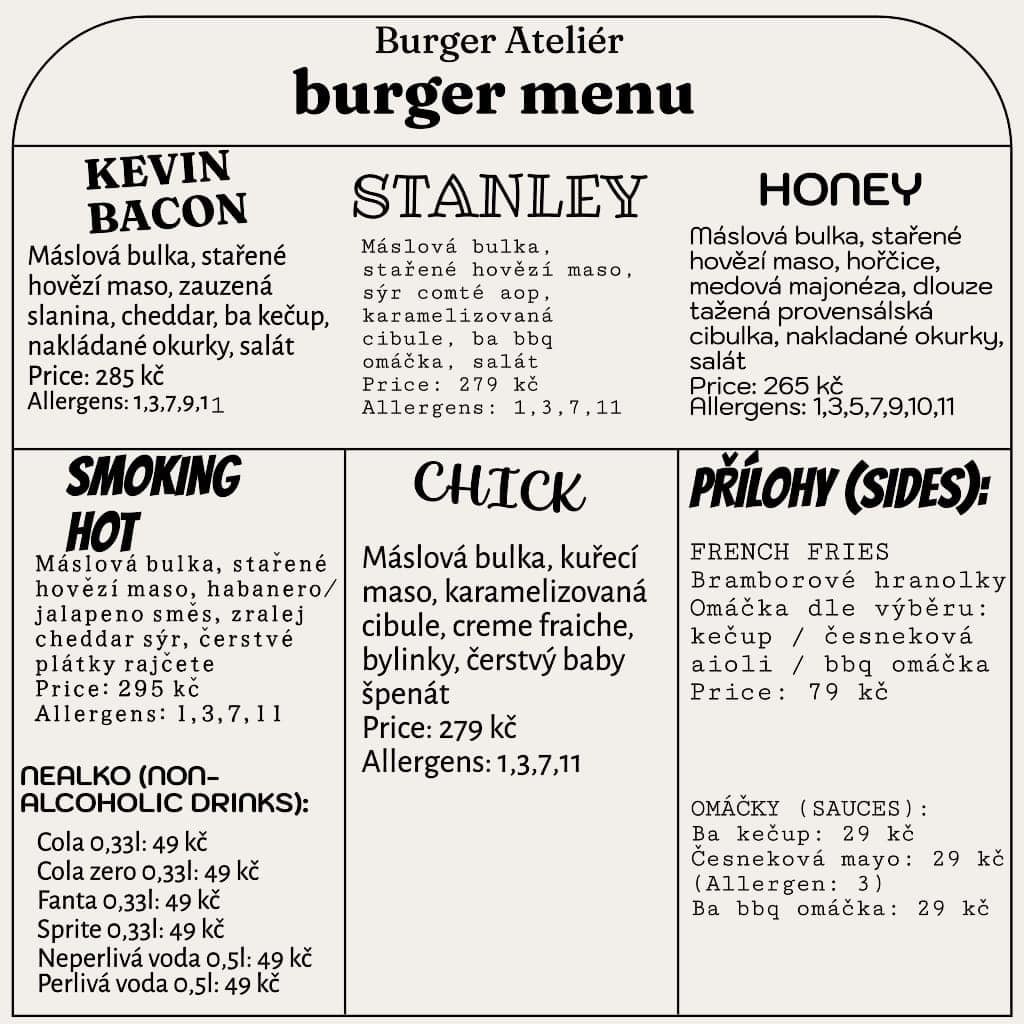 Burger Ateliér
burger menu
KEVIN
BACON
Máslová bulka, stařené
hovězí maso, zauzená
slanina, cheddar, ba kečup,
nakládané okurky, salát
Price: 285 kč
Allergens: 1,3,7,9,11
STANLEY
Máslová bulka,
stařené hovězí maso,
sýr comté aop,
karamelizovaná
cibule, ba bbq
omáčka, salát
Price: 279 kč
Allergens: 1,3,7,11
HONEY
Máslová bulka, stařené
hovězí maso, hořčice,
medová majonéza, dlouze
tažená provensálská
cibulka, nakladané okurky,
salát
Price: 265 kč
Allergens: 1,3,5,7,9,10,11
SMOKING
HOT
Máslová bulka, stařené
hovězí maso, habanero/
jalapeno směs, zralej
cheddar sýr, čerstvé
plátky rajčete
Price: 295 kč
Allergens: 1,3,7,11
NEALKO (NON-
ALCOHOLIC DRINKS):
Cola 0,33l: 49 kč
Cola zero 0,33l: 49 kč
Fanta 0,33l: 49 kč
Sprite 0,33l: 49 kč
Neperlivá voda 0,5l: 49 kč
Perlivá voda 0,5l: 49 kč
CHICK
Máslová bulka, kuřecí
maso, karamelizovaná
cibule, creme fraiche,
bylinky, čerstvý baby
špenát
Price: 279 kč
Allergens: 1,3,7,11
PŘÍLOHY (SIDES):
FRENCH FRIES
Bramborové hranolky
Omáčka dle výběru:
kečup / česneková
aioli / bbq omáčka
Price: 79 kč
OMÁČKY (SAUCES):
Ba kečup: 29 kč
Česneková mayo: 29 kč
(Allergen: 3)
Ba bbq omáčka: 29 kč